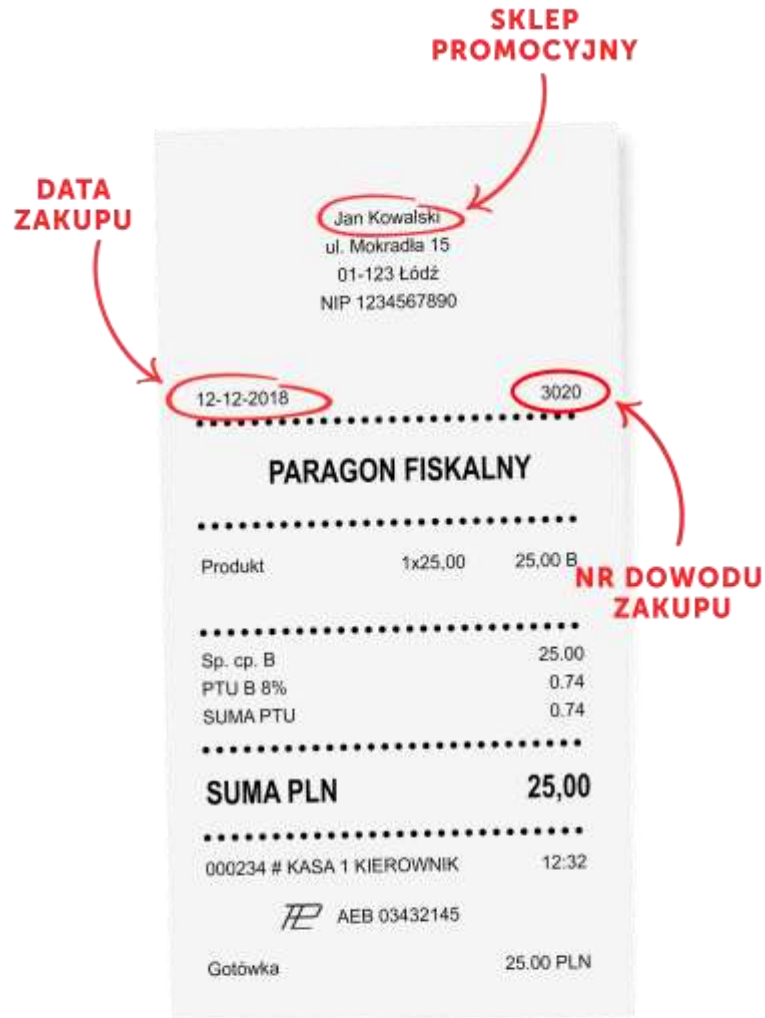 SKLEP
PROMOCYJNY
DATA
ZAKUPU
Jan Kowalski
ul. Mokradła 15
01-123 Łódź
NIP 1234567890
12-12-2018 3020
PARAGON FISKALNY
Produkt 1x25,00 25,00 B
NR DOWODU
ZAKUPU
Sp. cp. B 25.00
PTU B 8% 0.74
SUMA PTU 0.74
SUMA PLN 25,00
000234 # KASA 1 KIEROWNIK 12:32
AEB 03432145
Gotówka 25.00 PLN